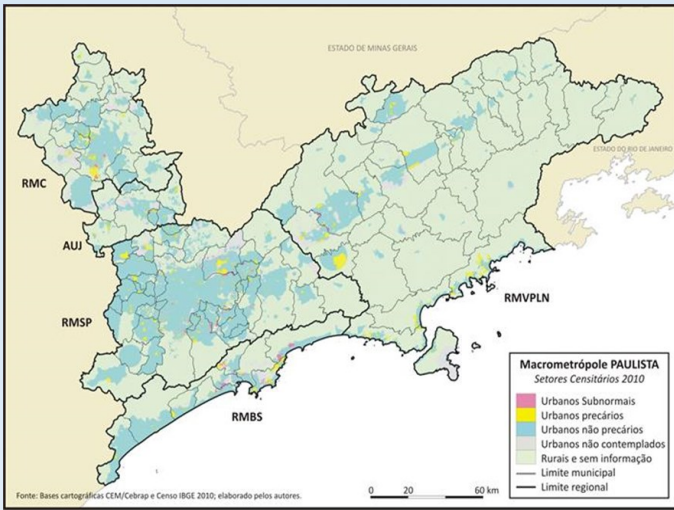 ESTADO DE MINAS GERAIS
ESTADO DO RIO DE JANEIRO
RMC
AUJ
RMSP
RMVPLN
RMBS
Macrometrópole PAULISTA
Setores Censitários 2010
Urbanos Subnormais
Urbanos precários
Urbanos não precários
Urbanos não contemplados
Rurais e sem informação
Limite municipal
Limite regional
0 20 60 km
Fonte: Bases cartográficas CEM/Cebrap e Censo IBGE 2010; elaborado pelos autores.